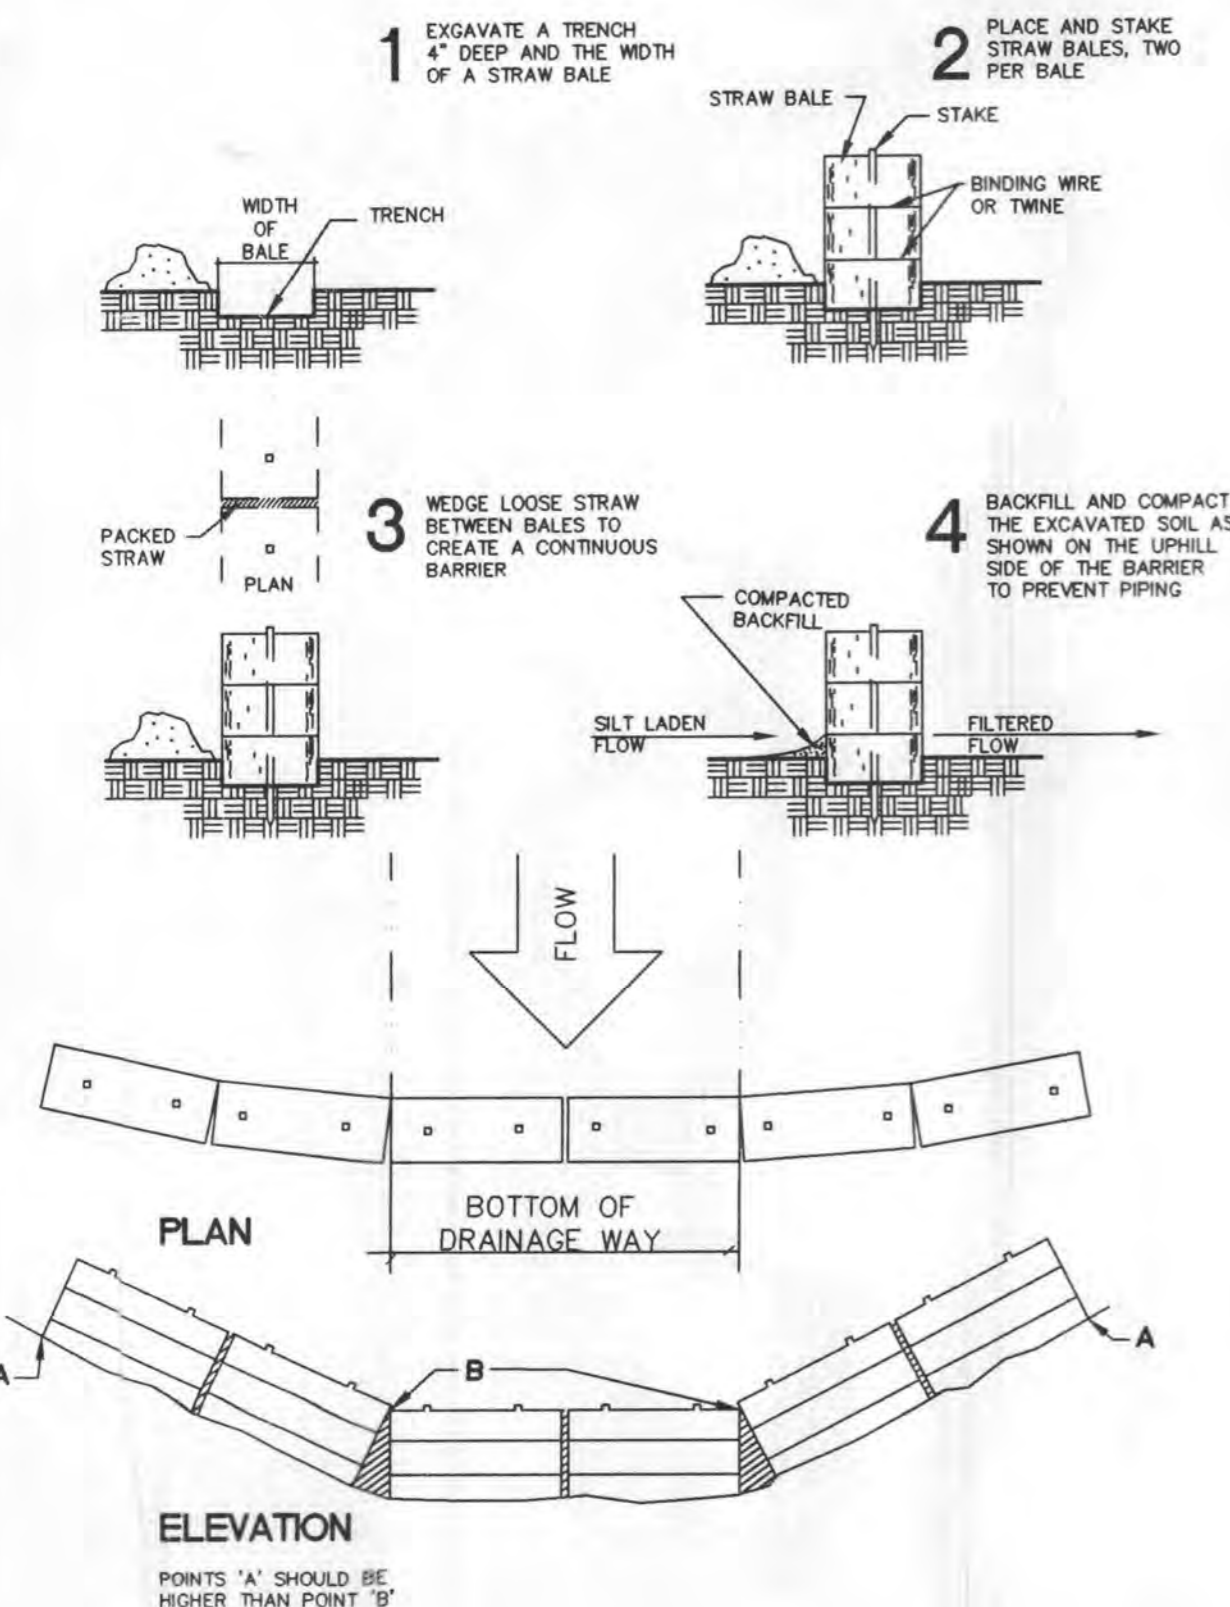 1
EXGAVATE A TRENCH
4" DEEP AND THE WIDTH
OF A STRAW BALE
2
PLACE AND STAKE
STRAW BALES, TWO
PER BALE
STRAW BALE
STAKE
BINDING WIRE
OR TWINE
WIDTH
OF
BALE
TRENCH
PACKED
STRAW
PLAN
3
WEDGE LOOSE STRAW
BETWEEN BALES TO
CREATE A CONTINUOUS
BARRIER
4
BACKFILL AND COMPACT
THE EXCAVATED SOIL AS
SHOWN ON THE UPHILL
SIDE OF THE BARRIER
TO PREVENT PIPING
COMPACTED
BACKFILL
SILT LADEN
FLOW
FILTERED
FLOW
FLOW
BOTTOM OF
DRAINAGE WAY
PLAN
A
B
A
ELEVATION
POINTS 'A' SHOULD BE
HIGHER THAN POINT 'B'